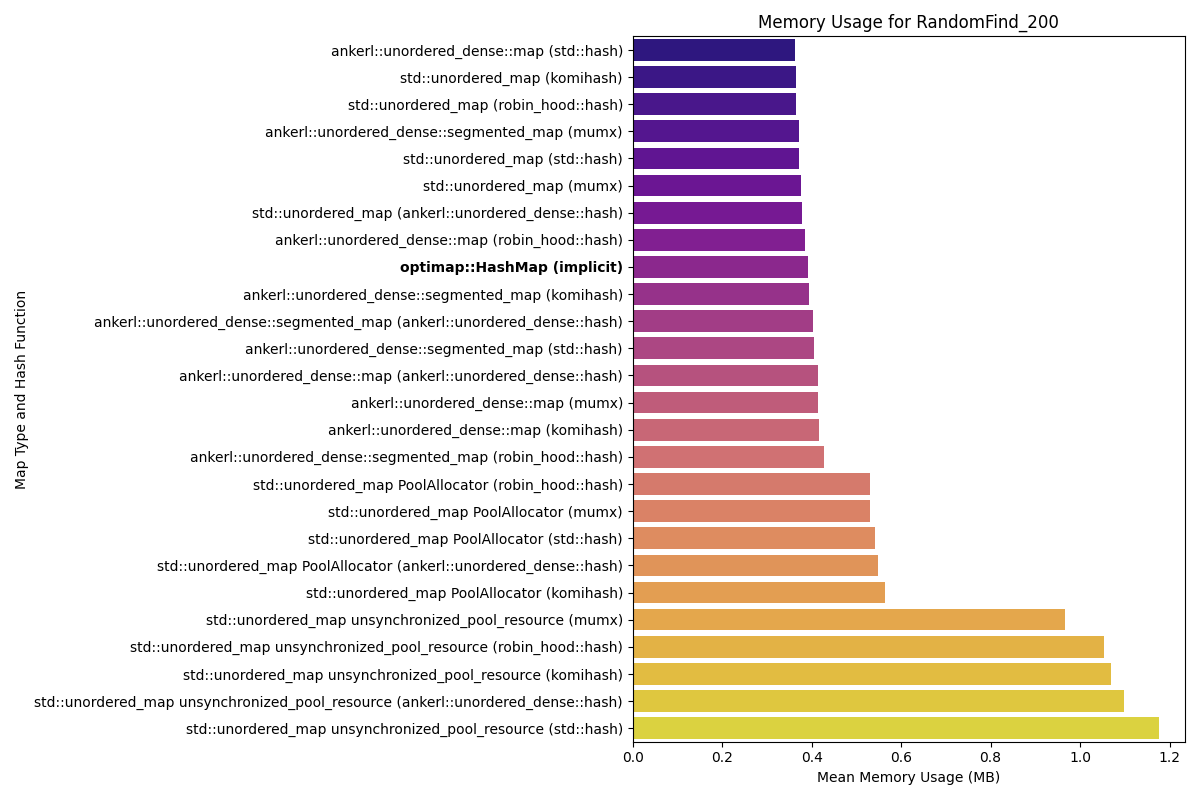 Memory Usage for RandomFind_200
ankerl::unordered_dense::map (std::hash)
std::unordered_map (komihash)
std::unordered_map (robin_hood::hash)
ankerl::unordered_dense::segmented_map (mumx)
std::unordered_map (std::hash)
std::unordered_map (mumx)
std::unordered_map (ankerl::unordered_dense::hash)
ankerl::unordered_dense::map (robin_hood::hash)
optimap::HashMap (implicit)
ankerl::unordered_dense::segmented_map (komihash)
ankerl::unordered_dense::segmented_map (ankerl::unordered_dense::hash)
ankerl::unordered_dense::segmented_map (std::hash)
ankerl::unordered_dense::map (ankerl::unordered_dense::hash)
ankerl::unordered_dense::map (mumx)
ankerl::unordered_dense::map (komihash)
ankerl::unordered_dense::segmented_map (robin_hood::hash)
std::unordered_map PoolAllocator (robin_hood::hash)
std::unordered_map PoolAllocator (mumx)
std::unordered_map PoolAllocator (std::hash)
std::unordered_map PoolAllocator (ankerl::unordered_dense::hash)
std::unordered_map PoolAllocator (komihash)
std::unordered_map unsynchronized_pool_resource (mumx)
std::unordered_map unsynchronized_pool_resource (robin_hood::hash)
std::unordered_map unsynchronized_pool_resource (komihash)
std::unordered_map unsynchronized_pool_resource (ankerl::unordered_dense::hash)
std::unordered_map unsynchronized_pool_resource (std::hash)
Map Type and Hash Function
0.0 0.2 0.4 0.6 0.8 1.0 1.2
Mean Memory Usage (MB)